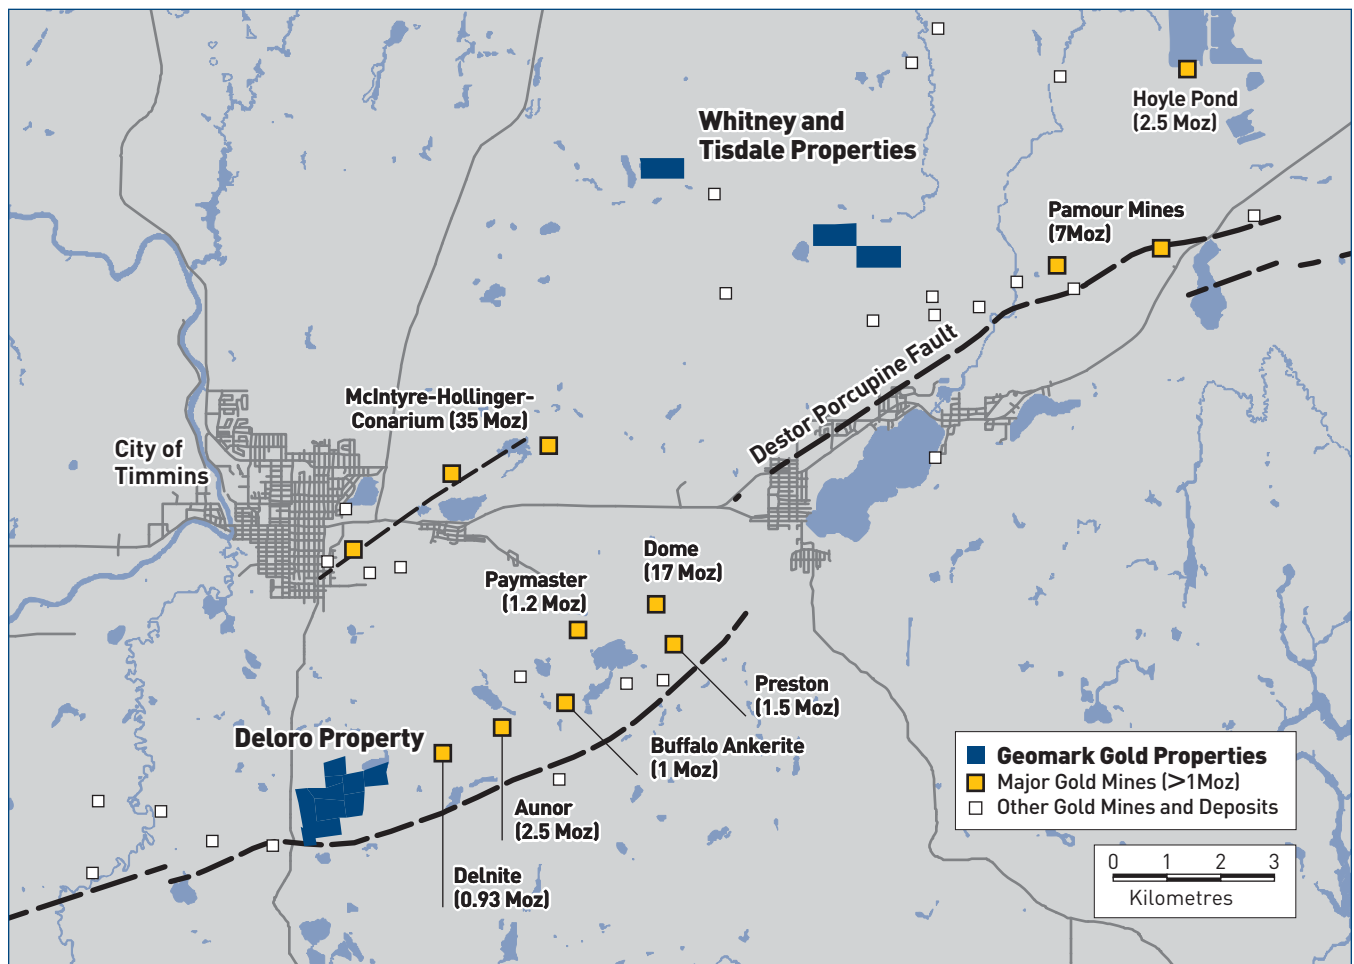 Hoyle Pond
(2.5 Moz)
Whitney and
Tisdale Properties
Pamour Mines
(7Moz)
Destor Porcupine Fault
McIntyre-Hollinger-
Conarium (35 Moz)
City of
Timmins
Dome
(17 Moz)
Paymaster
(1.2 Moz)
Preston
(1.5 Moz)
Deloro Property
Buffalo Ankerite
(1 Moz)
Aunor
(2.5 Moz)
Delnite
(0.93 Moz)
Geomark Gold Properties
Major Gold Mines (>1Moz)
Other Gold Mines and Deposits
0 1 2 3
Kilometres